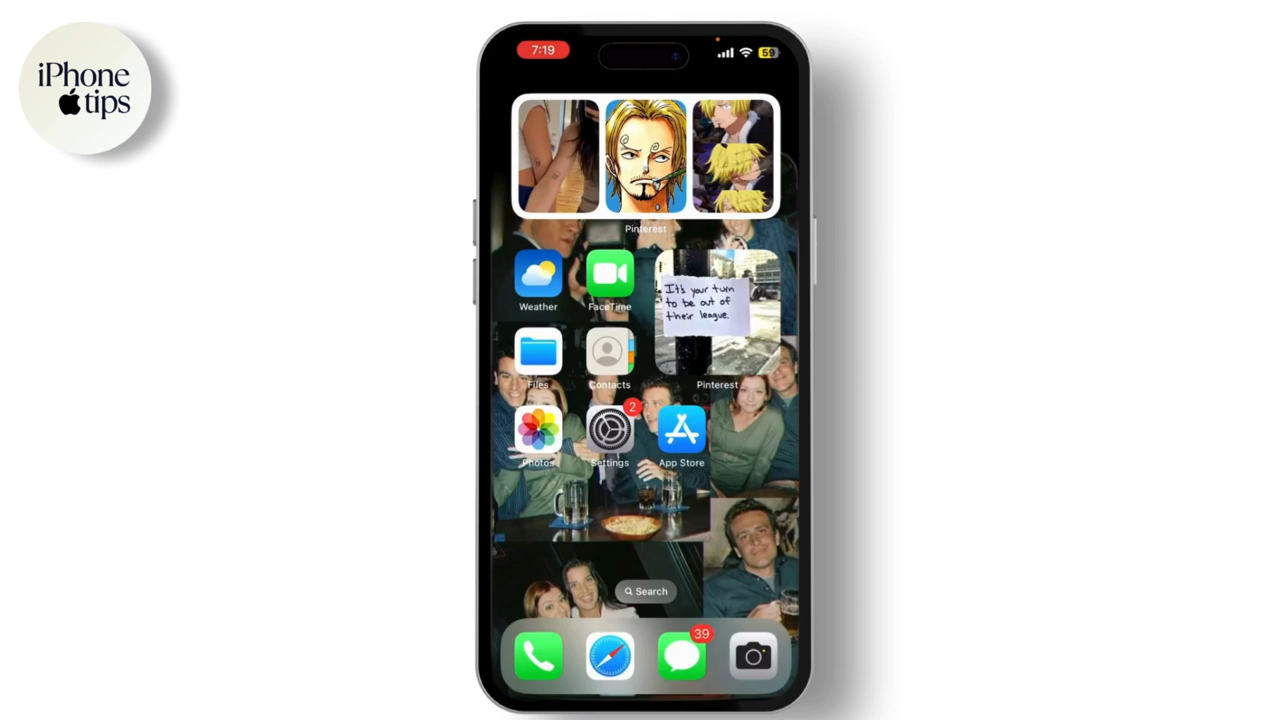 iPhone
tips
7:19
59
Pinterest
It's your turn
to be out of
their league.
Weather
FaceTime
Files
Contacts
Pinterest
2
Photos
Settings
App Store
Search
39